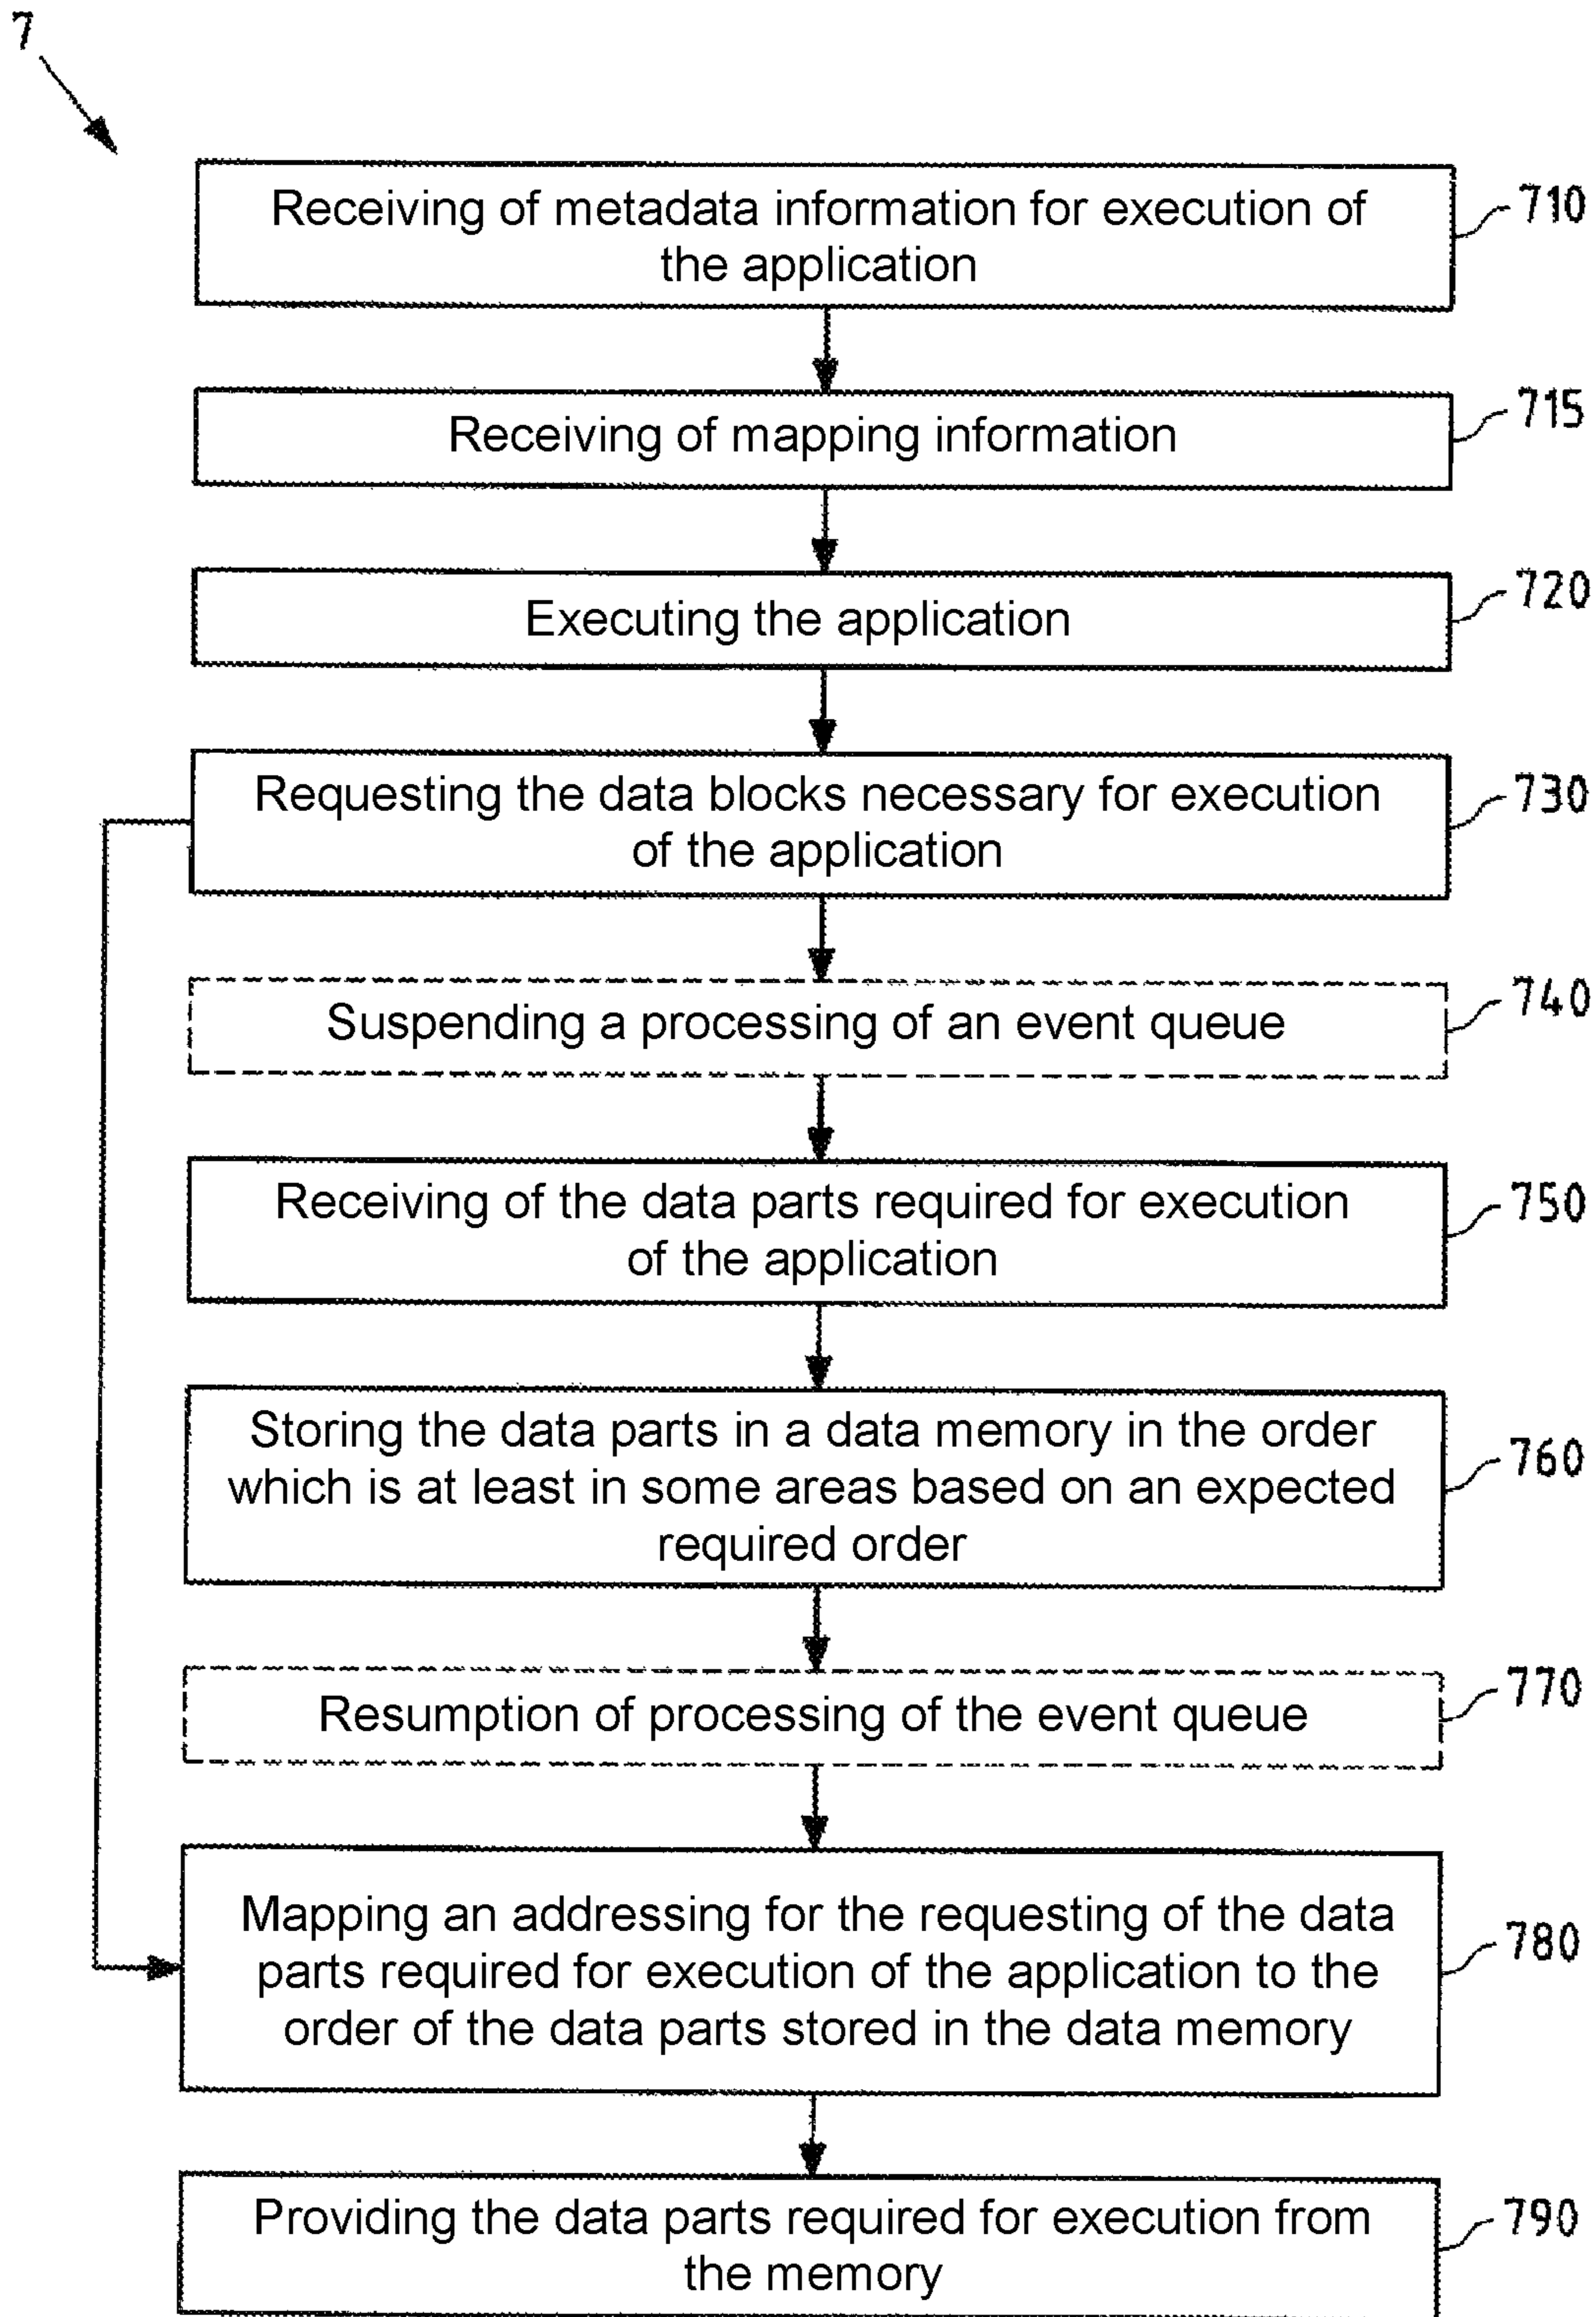 7
Receiving of metadata information for execution of
the application
710
Receiving of mapping information
715
Executing the application
720
Requesting the data blocks necessary for execution
of the application
730
Suspending a processing of an event queue
740
Receiving of the data parts required for execution
of the application
750
Storing the data parts in a data memory in the order
which is at least in some areas based on an expected
required order
760
Resumption of processing of the event queue
770
Mapping an addressing for the requesting of the data
parts required for execution of the application to the
order of the data parts stored in the data memory
780
Providing the data parts required for execution from
the memory
790